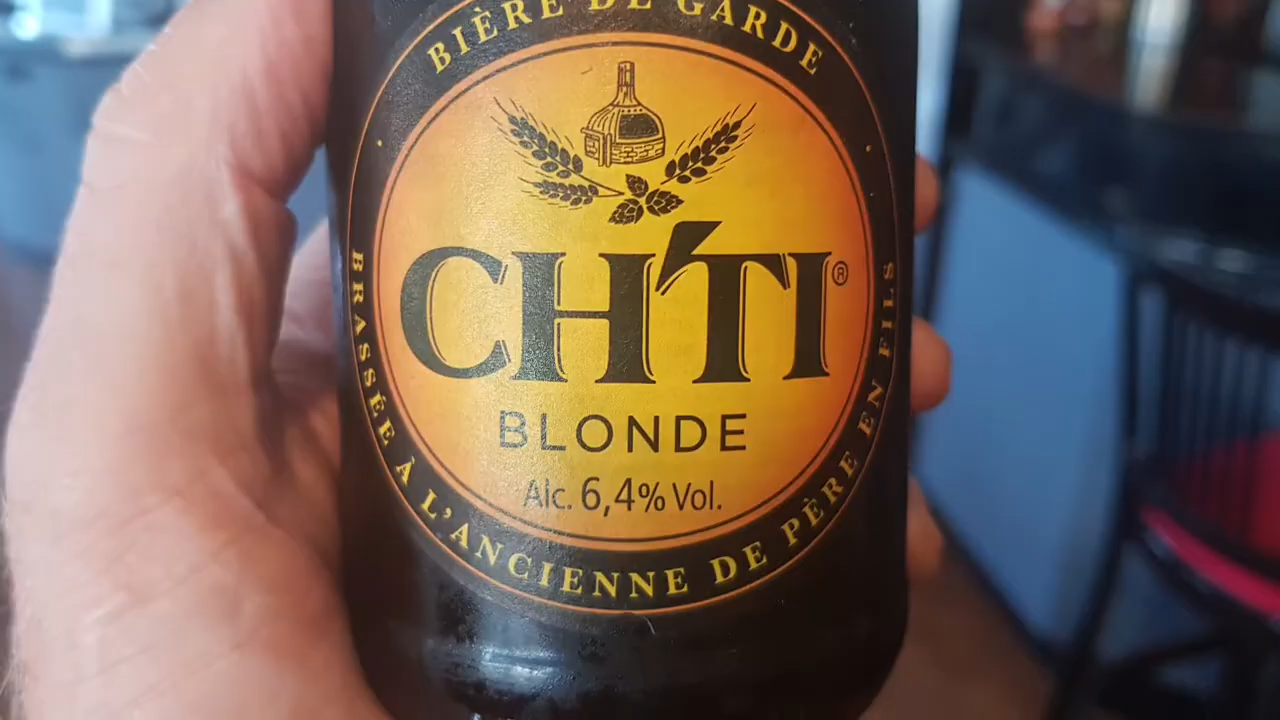 BIÈRE DE GARDE
CH'TI®
BLONDE
Alc. 6,4% Vol.
BRASSÉE À L'ANCIENNE DE PÈRE EN FILS